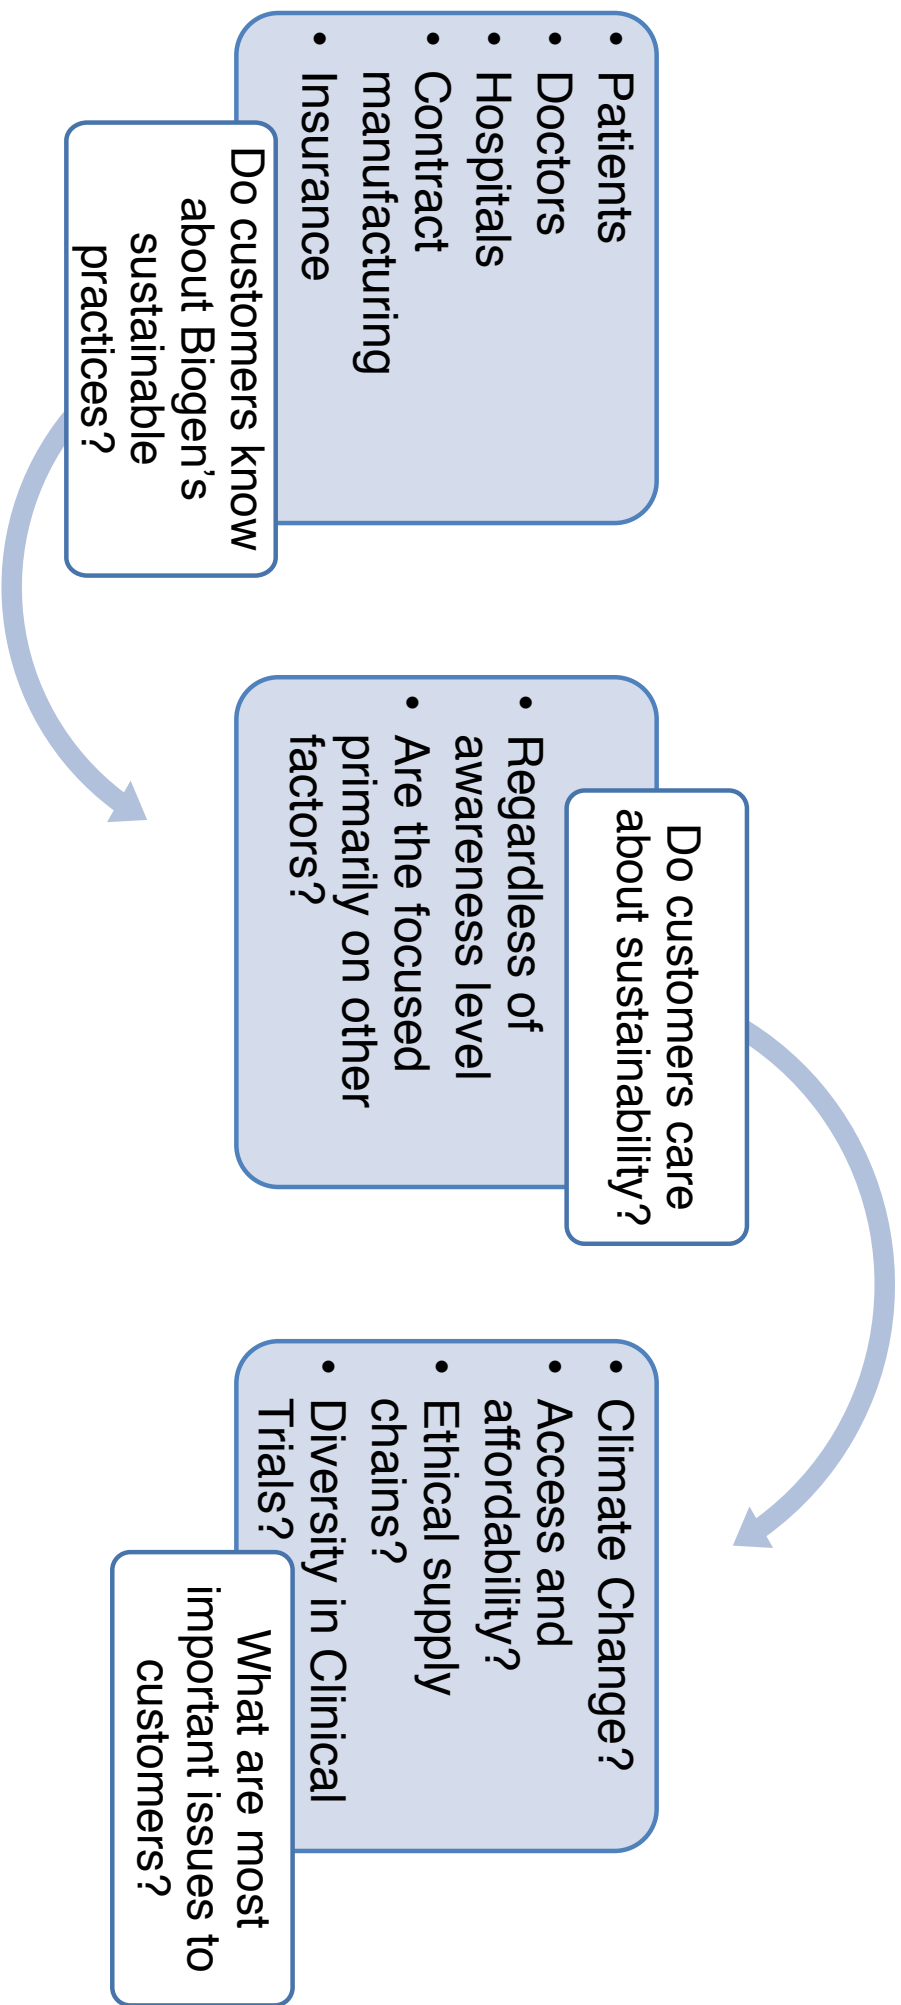 Patients
Doctors
Hospitals
Contract
manufacturing
Insurance
Do customers know
about Biogen's
sustainable
practices?
Do customers care
about sustainability?
Regardless of
awareness level
Are the focused
primarily on other
factors?
Climate Change?
Access and
affordability?
Ethical supply
chains?
Diversity in Clinical
Trials?
What are most
important issues to
customers?